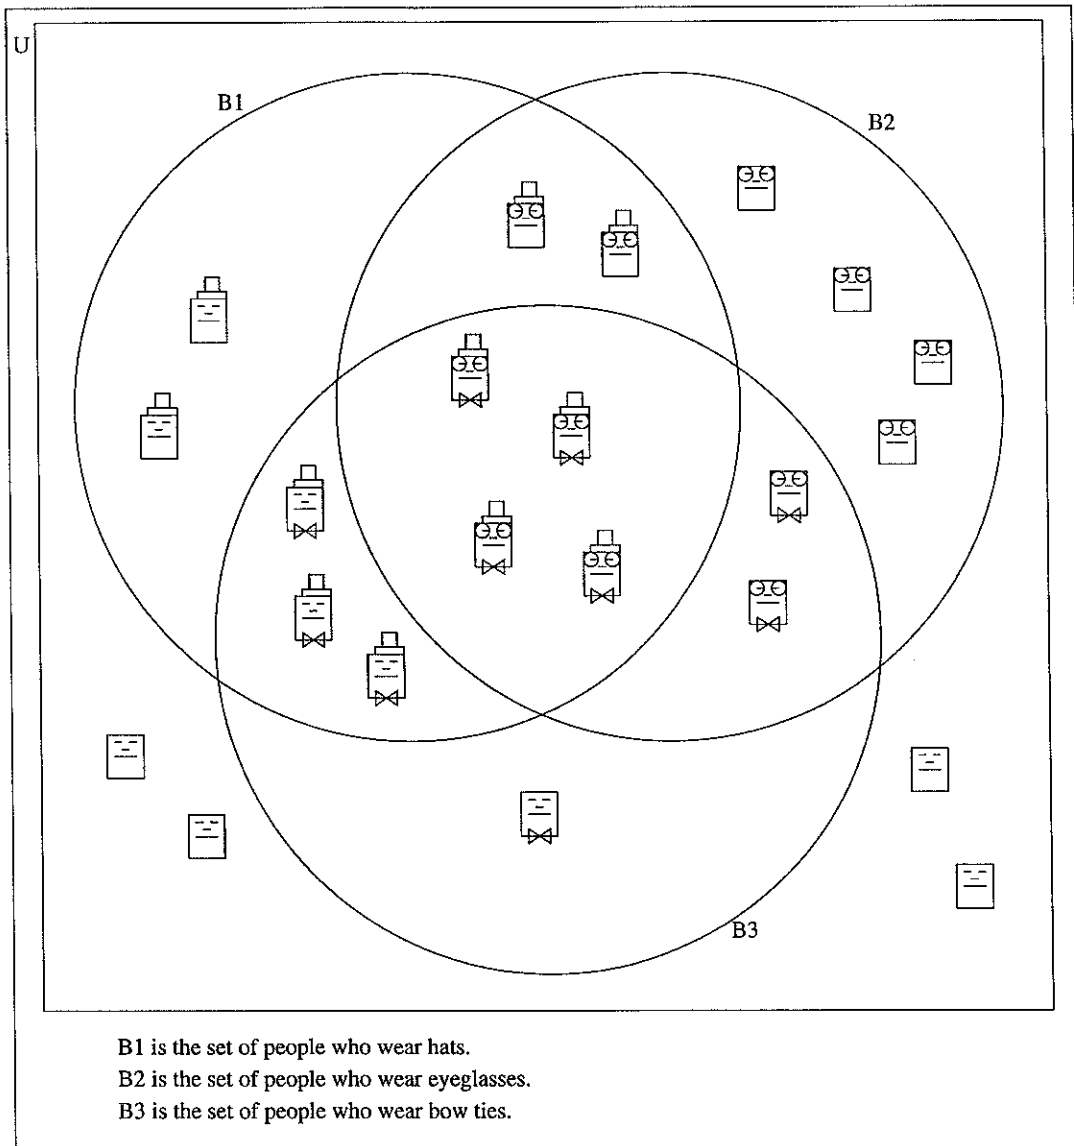 U
B1
B2
B3
B1 is the set of people who wear hats.
B2 is the set of people who wear eyeglasses.
B3 is the set of people who wear bow ties.